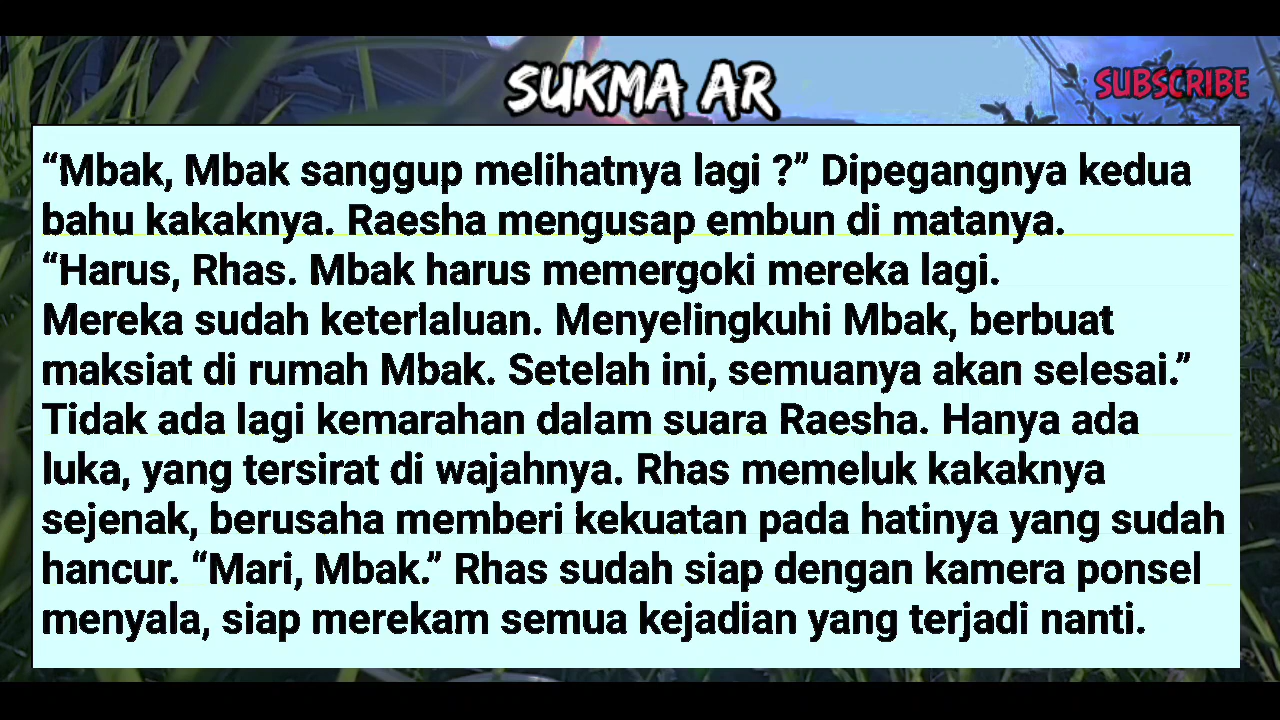 SUKMA AR
SUBSCRIBE
“Mbak, Mbak sanggup melihatnya lagi ?” Dipegangnya kedua
bahu kakaknya. Raesha mengusap embun di matanya.
“Harus, Rhas. Mbak harus memergoki mereka lagi.
Mereka sudah keterlaluan. Menyelingkuhi Mbak, berbuat
maksiat di rumah Mbak. Setelah ini, semuanya akan selesai.”
Tidak ada lagi kemarahan dalam suara Raesha. Hanya ada
luka, yang tersirat di wajahnya. Rhas memeluk kakaknya
sejenak, berusaha memberi kekuatan pada hatinya yang sudah
hancur. “Mari, Mbak.” Rhas sudah siap dengan kamera ponsel
menyala, siap merekam semua kejadian yang terjadi nanti.